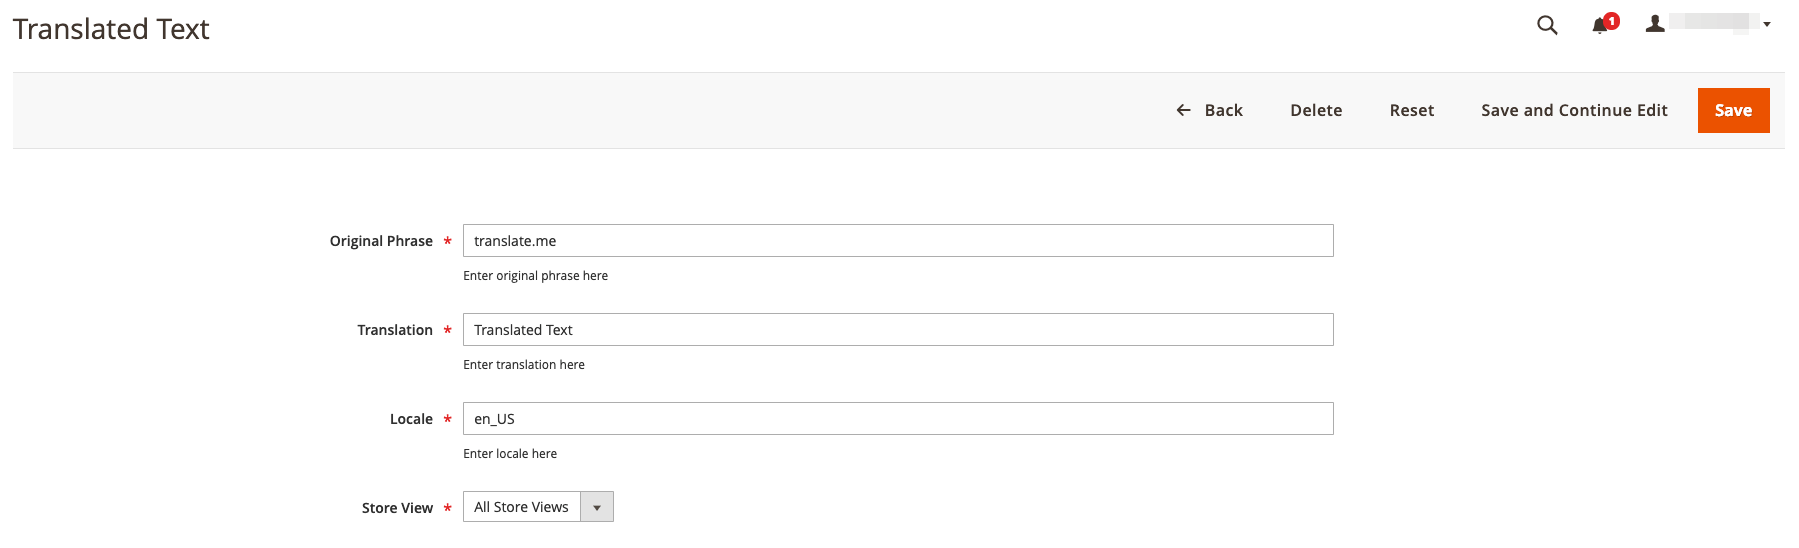 Translated Text
1
Back Delete Reset Save and Continue Edit Save
Original Phrase * translate.me
Enter original phrase here
Translation * Translated Text
Enter translation here
Locale * en_US
Enter locale here
Store View * All Store Views